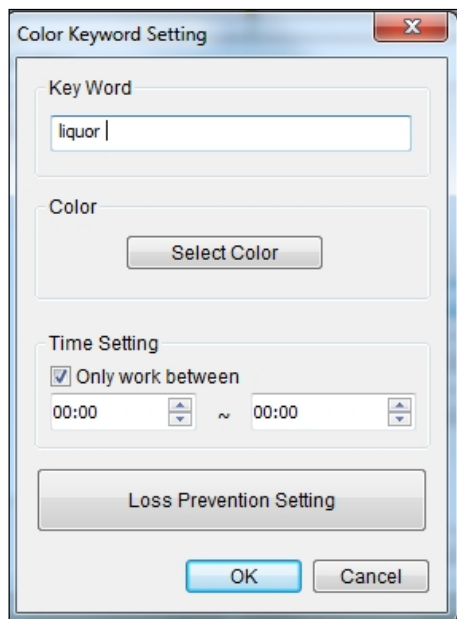 Color Keyword Setting
Key Word
liquor
Color
Select Color
Time Setting
Only work between
00:00 ~ 00:00
Loss Prevention Setting
OK Cancel